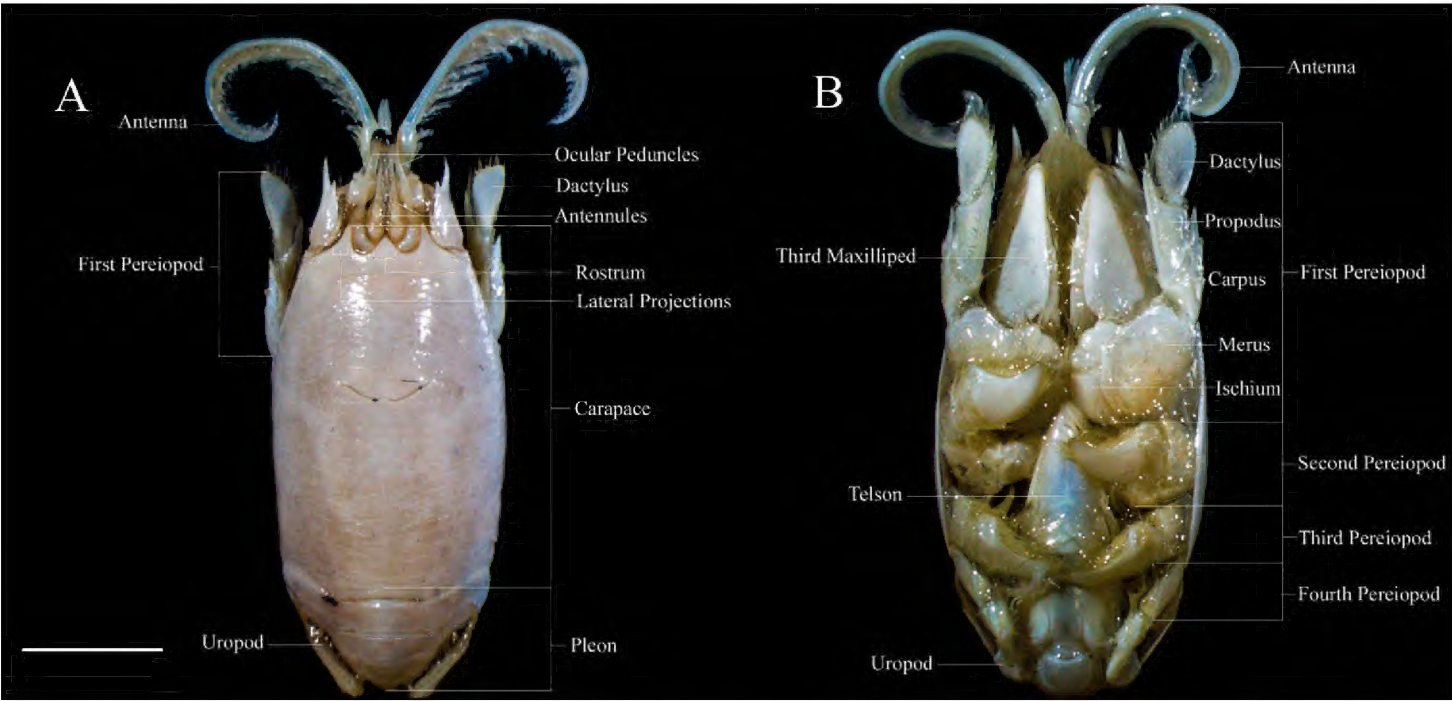 A
Antenna
Ocular Peduncles
Dactylus
Antennules
First Pereiopod
Rostrum
Lateral Projections
Carapace
Uropod
Pleon
B
Antenna
Dactylus
Propodus
Third Maxilliped
Carpus
First Pereiopod
Merus
Ischium
Second Pereiopod
Telson
Third Pereiopod
Fourth Pereiopod
Uropod